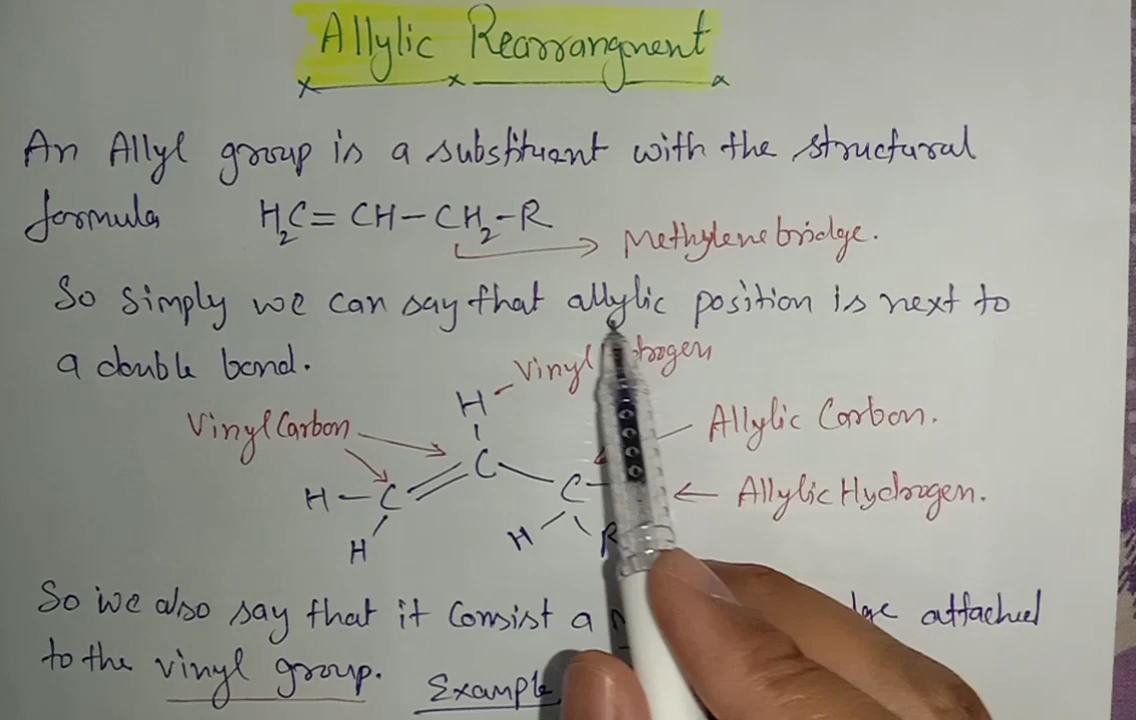 Allylic Rearrangment
An Allyl group is a substituent with the structural
formula H₂C=CH-CH₂-R
Methylene bridge.
So simply we can say that allylic position is next to
a double bond.
Vinyl
H
Vinyl Carbon
C
Allylic Carbon.
H-C
C-
Allylic Hydrogen.
H
H
R
So we also say that it Consist a attached
to the vinyl group. Example